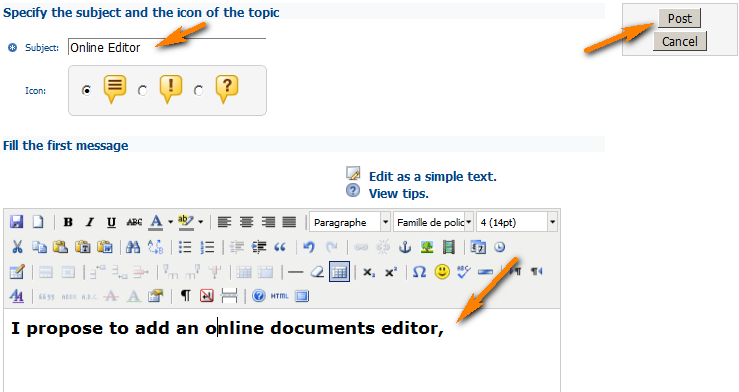 Specify the subject and the icon of the topic
Post
Subject: Online Editor
Cancel
Icon:
Fill the first message
Edit as a simple text.
View tips.
B I U ABC A ab Paragraphe Famille de polic 4 (14pt)
HTML
I propose to add an online documents editor,